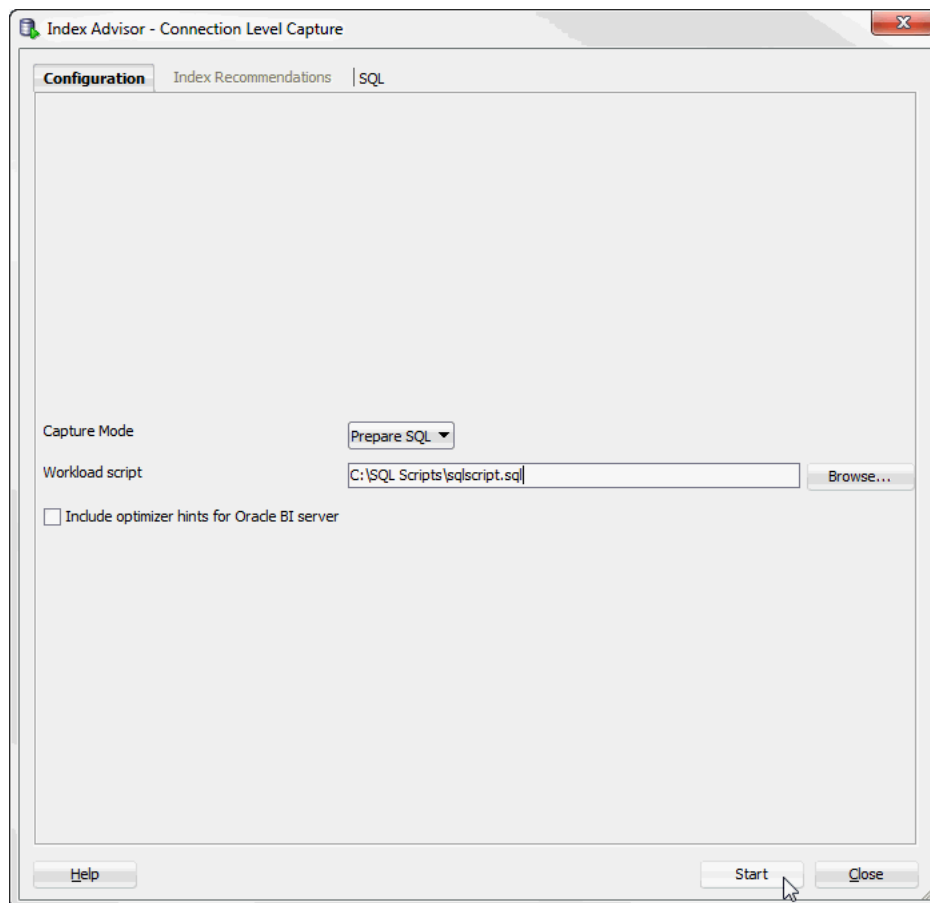 Index Advisor - Connection Level Capture
Configuration Index Recommendations SQL
Capture Mode Prepare SQL
Workload script C:\SQL Scripts\sqlscript.sql Browse...
Include optimizer hints for Oracle BI server
Help Start Close